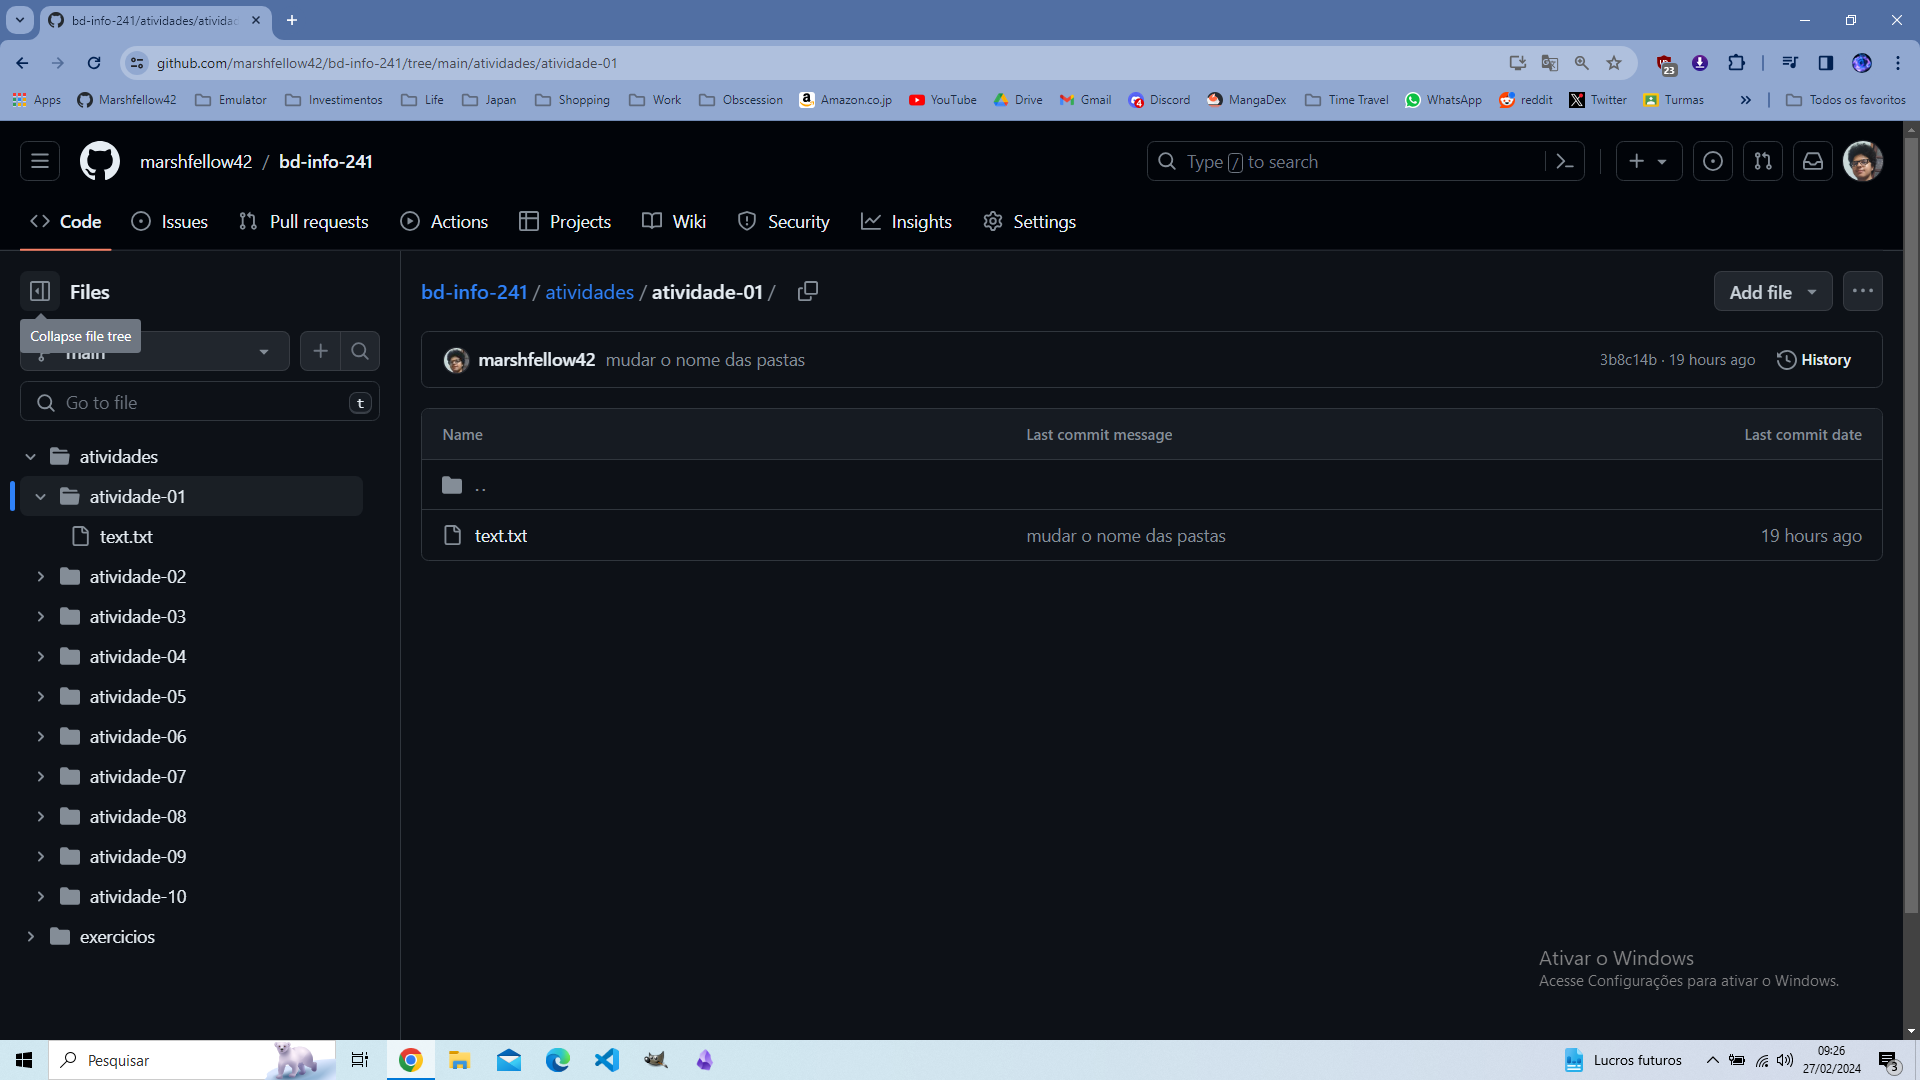 bd-info-241/atividades/ativida
github.com/marshfellow42/bd-info-241/tree/main/atividades/atividade-01
23
Apps Marshfellow42 Emulator Investimentos Life Japan Shopping Work Obscession Amazon.co.jp YouTube Drive Gmail Discord MangaDex Time Travel WhatsApp reddit Twitter Turmas » Todos os favoritos
marshfellow42 / bd-info-241
Type / to search
Code Issues Pull requests Actions Projects Wiki Security Insights Settings
Files
Collapse file tree
main
Go to file t
atividades
atividade-01
text.txt
atividade-02
atividade-03
atividade-04
atividade-05
atividade-06
atividade-07
atividade-08
atividade-09
atividade-10
exercicios
bd-info-241 / atividades / atividade-01 /
Add file
marshfellow42 mudar o nome das pastas 3b8c14b · 19 hours ago History
Name Last commit message Last commit date
..
text.txt mudar o nome das pastas 19 hours ago
Ativar o Windows
Acesse Configurações para ativar o Windows.
Pesquisar
Lucros futuros
09:26
27/02/2024
3